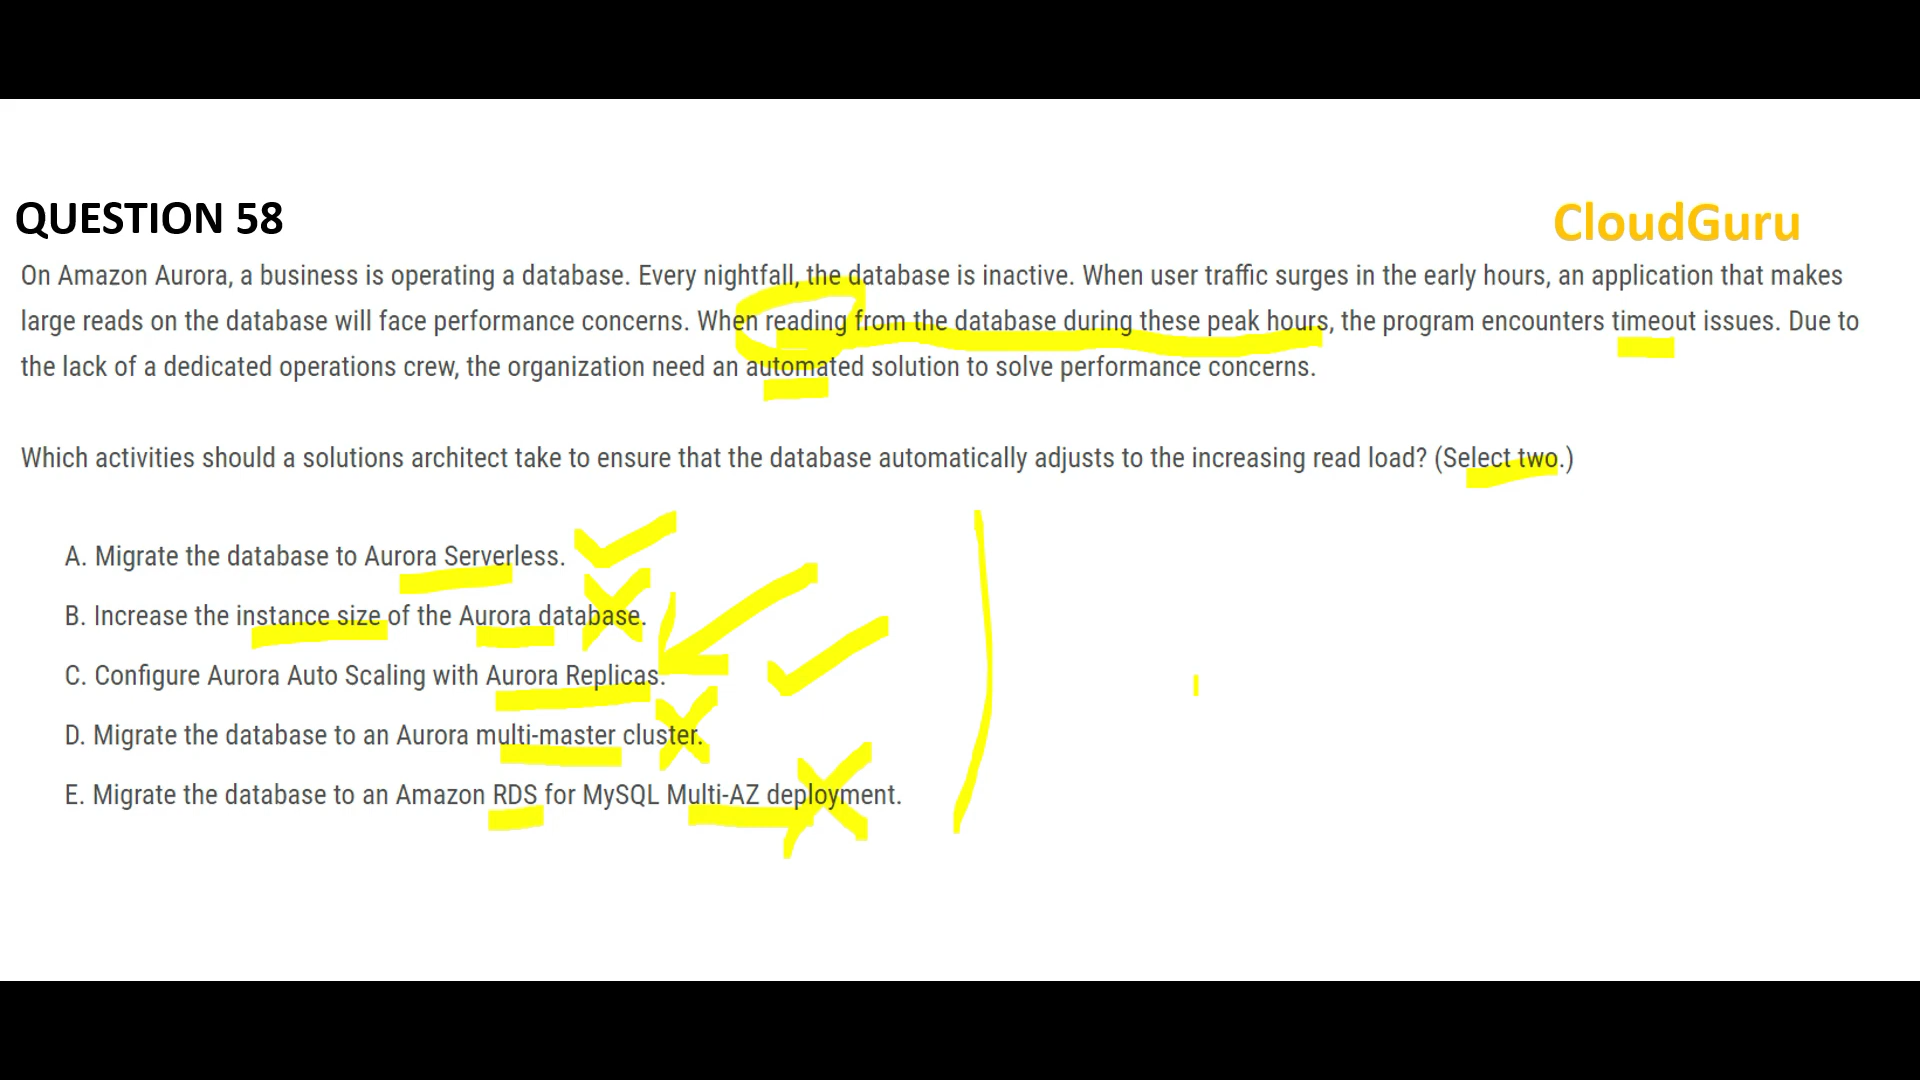 QUESTION 58
CloudGuru
On Amazon Aurora, a business is operating a database. Every nightfall, the database is inactive. When user traffic surges in the early hours, an application that makes
large reads on the database will face performance concerns. When reading from the database during these peak hours, the program encounters timeout issues. Due to
the lack of a dedicated operations crew, the organization need an automated solution to solve performance concerns.
Which activities should a solutions architect take to ensure that the database automatically adjusts to the increasing read load? (Select two.)
A. Migrate the database to Aurora Serverless.
B. Increase the instance size of the Aurora database.
C. Configure Aurora Auto Scaling with Aurora Replicas.
D. Migrate the database to an Aurora multi-master cluster.
E. Migrate the database to an Amazon RDS for MySQL Multi-AZ deployment.